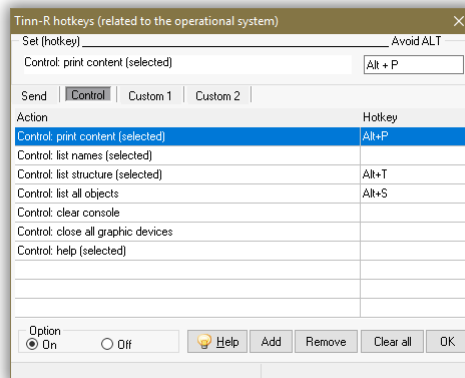 Tinn-R hotkeys (related to the operational system)
Set (hotkey) Avoid ALT
Control: print content (selected) Alt + P
Send Control Custom 1 Custom 2
Action Hotkey
Control: print content (selected) Alt+P
Control: list names (selected)
Control: list structure (selected) Alt+T
Control: list all objects Alt+S
Control: clear console
Control: close all graphic devices
Control: help (selected)
Option
On Off Help Add Remove Clear all OK